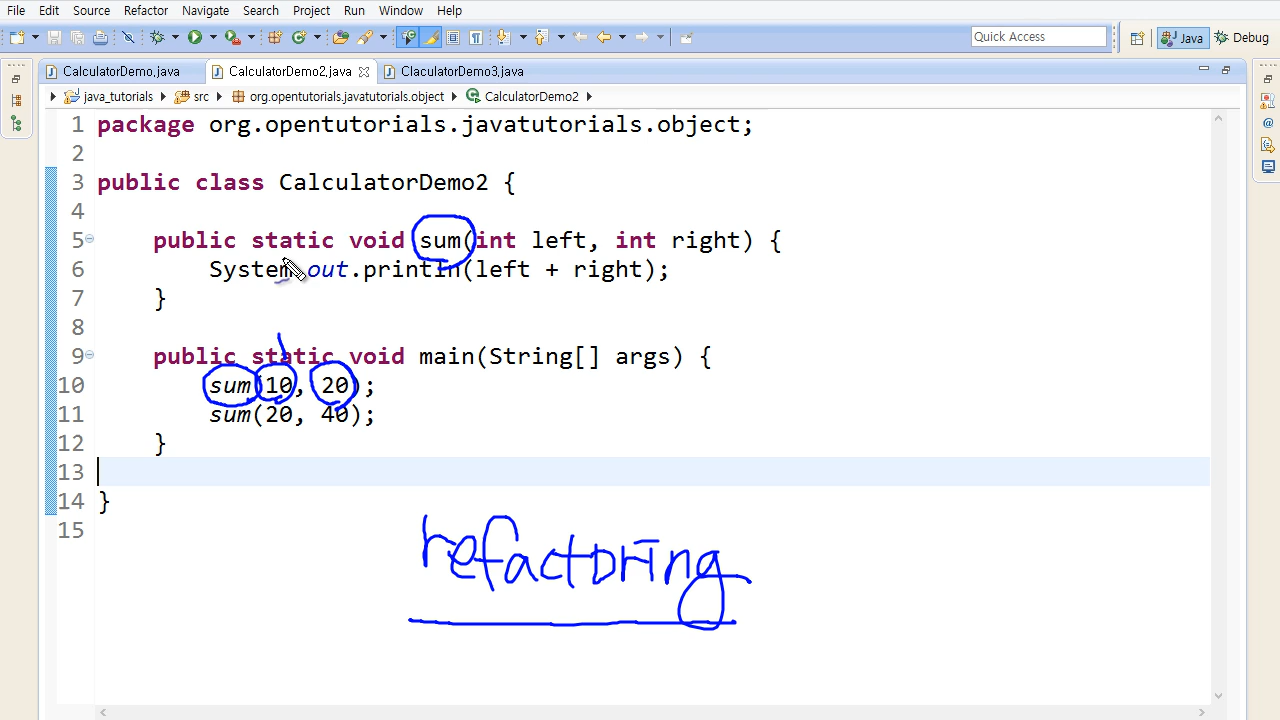 File Edit Source Refactor Navigate Search Project Run Window Help
Quick Access Java Debug
CalculatorDemo.java CalculatorDemo2.java ClaculatorDemo3.java
java_tutorials src org.opentutorials.javatutorials.object CalculatorDemo2
1 package org.opentutorials.javatutorials.object;
2
3 public class CalculatorDemo2 {
4
5 public static void sum(int left, int right) {
6 System.out.println(left + right);
7 }
8
9 public static void main(String[] args) {
10 sum(10, 20);
11 sum(20, 40);
12 }
13
14 }
15
refactoring